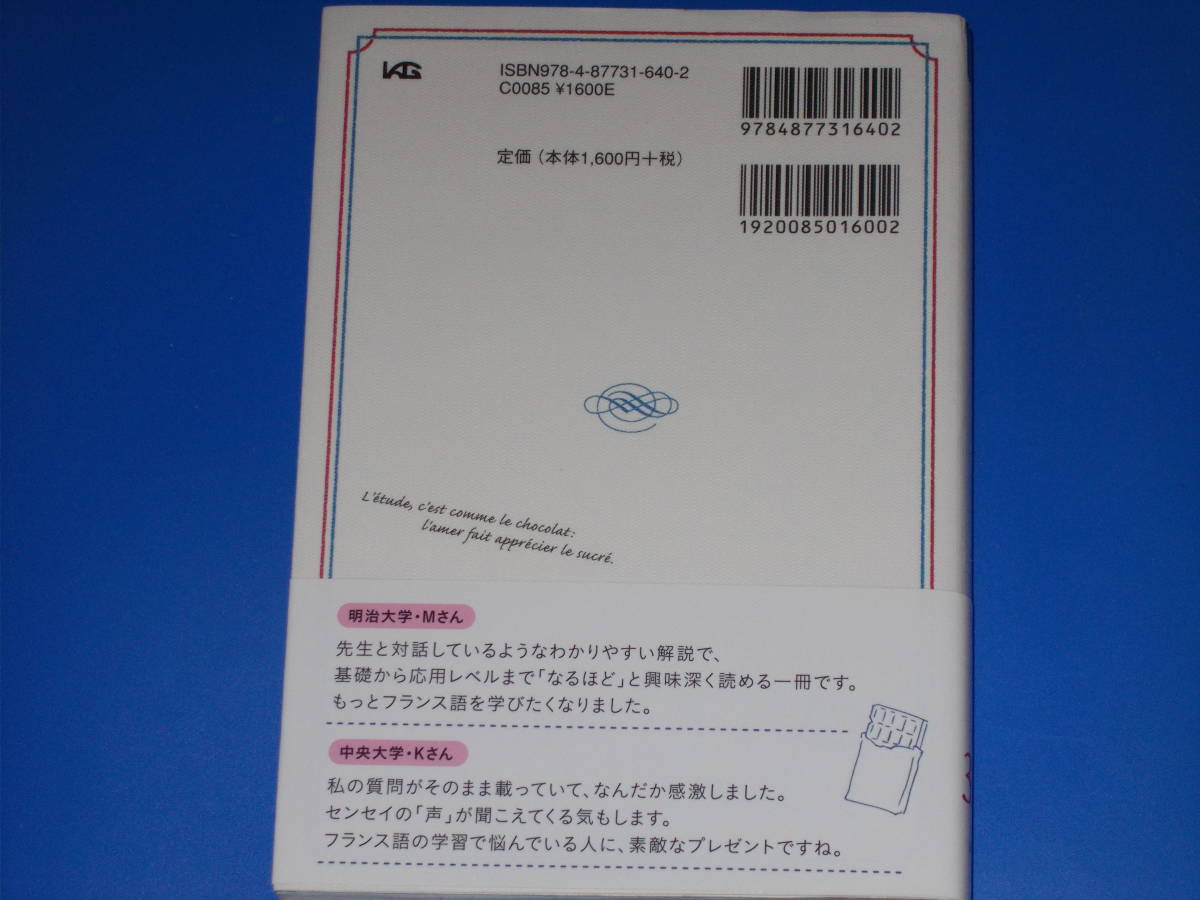 ISBN978-4-87731-640-2
C0085 ¥1600E
9784877316402
定価(本体1,600円+税)
1920085016002
L'étude, c'est comme le chocolat:
l'amer fait apprécier le sucré.
明治大学・Mさん
先生と対話しているようなわかりやすい解説で、
基礎から応用レベルまで「なるほど」と興味深く読める一冊です。
もっとフランス語を学びたくなりました。
中央大学・Kさん
私の質問がそのまま載っていて、なんだか感激しました。
センセイの「声」が聞こえてくる気もします。
フランス語の学習で悩んでいる人に、素敵なプレゼントですね。